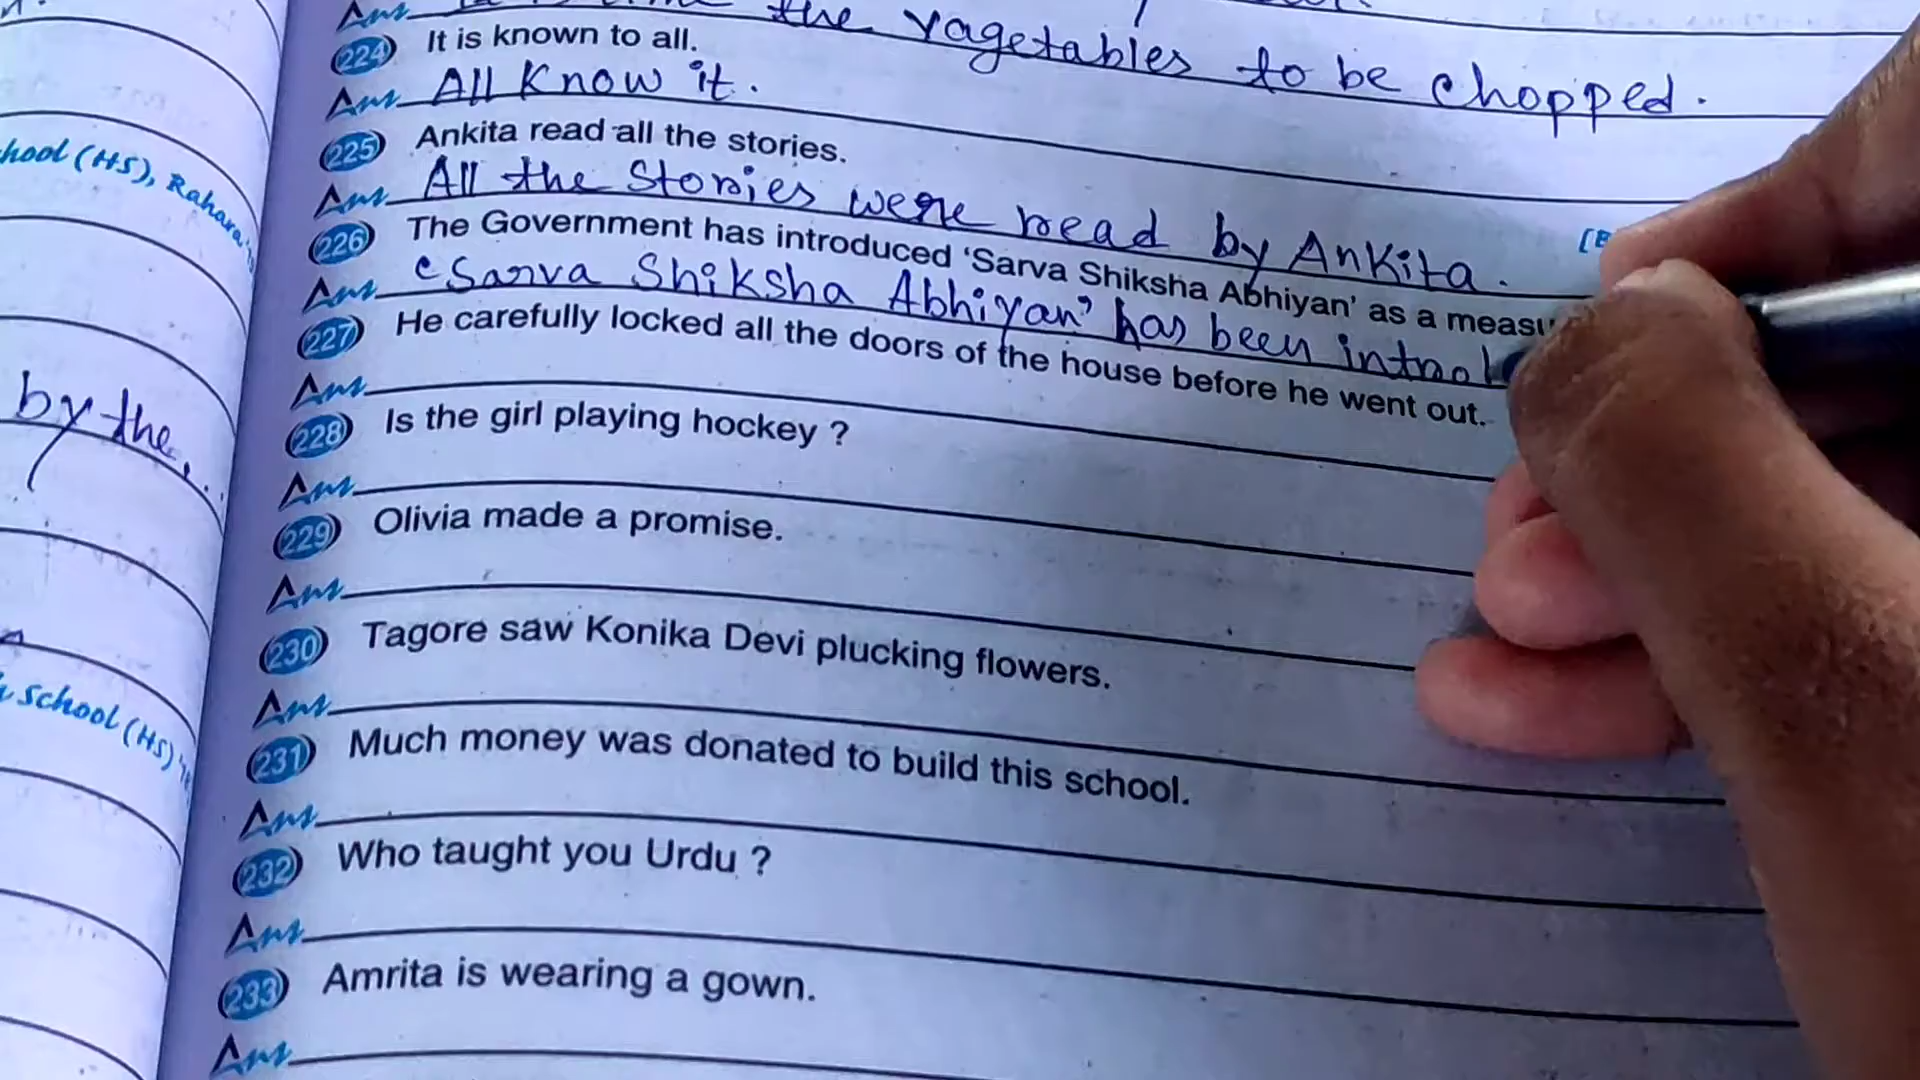 the vagetables to be chopped.
224 It is known to all.
Ans. All Know it.
225 Ankita read all the stories.
Ans. All the Stories were read by Ankita.
226 The Government has introduced 'Sarva Shiksha Abhiyan' as a
Ans. 'Sarva Shiksha Abhiyan' has been
227 He carefully locked all the doors of the house before he went out.
Ans.
228 Is the girl playing hockey ?
Ans.
229 Olivia made a promise.
Ans.
230 Tagore saw Konika Devi plucking flowers.
Ans.
231 Much money was donated to build this school.
Ans.
232 Who taught you Urdu ?
Ans.
233 Amrita is wearing a gown.
Ans.
(HS), Rahara
by the
School (HS)